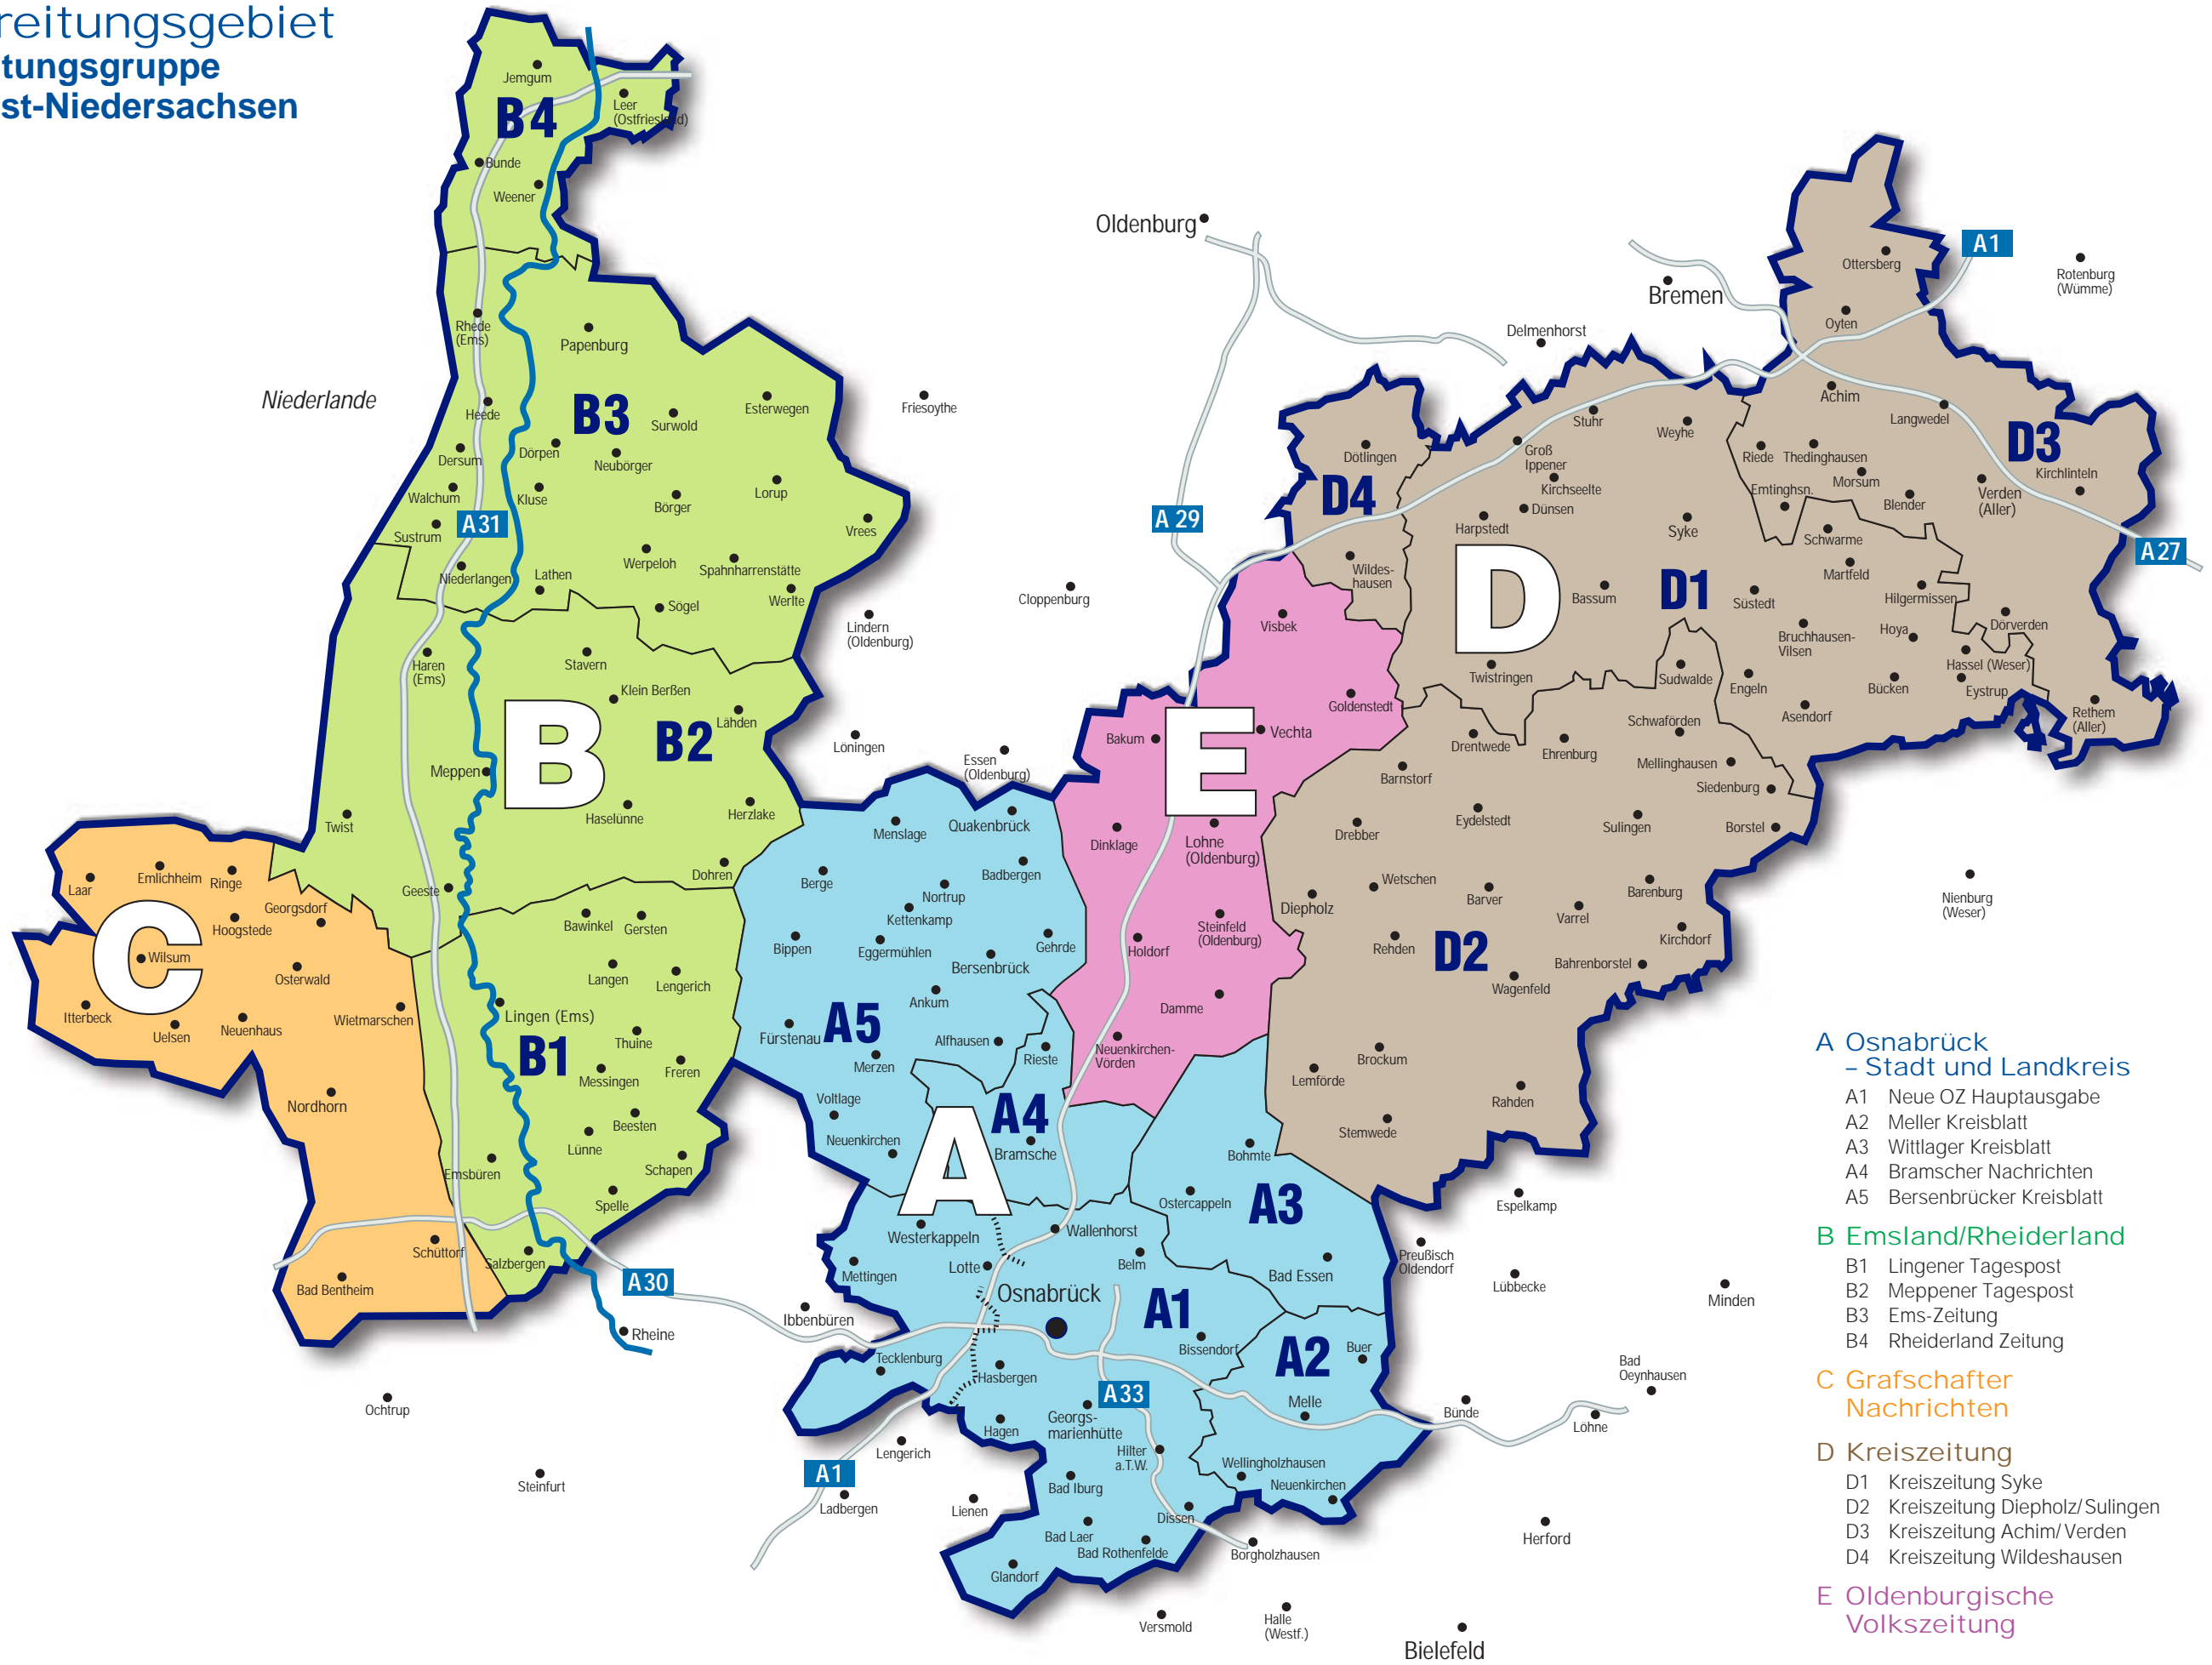 reitungsgebiet
tungsgruppe
st-Niedersachsen
Jemgum
B4
Leer
(Ostfriesland)
Bunde
Weener
Oldenburg
A1
Ottersberg
Rotenburg
(Wümme)
Bremen
Oyten
Delmenhorst
Rhede
(Ems)
Papenburg
Niederlande
Heede
B3
Surwold
Esterwegen
Friesoythe
Dersum
Dörpen
Neubörger
Walchum
Kluse
Börger
Lorup
A31
Sustrum
Vrees
Niederlangen
Lathen
Werpeloh
Spahnharrenstätte
Sögel
Werlte
Cloppenburg
Lindern
(Oldenburg)
A 29
Dötlingen
D4
Wildes-
hausen
Stuhr
Weyhe
Groß
Ippener
Kirchseelte
Dünsen
Harpstedt
Syke
D
Bassum
D1
Twistringen
Sudwalde
Achim
Langwedel
D3
Kirchlinteln
Riede
Thedinghausen
Morsum
Emtinghsn.
Blender
Verden
(Aller)
Schwarme
A27
Martfeld
Süstedt
Hilgermissen
Bruchhausen-
Vilsen
Hoya
Dörverden
Hassel (Weser)
Engeln
Bücken
Eystrup
Asendorf
Rethem
(Aller)
Haren
(Ems)
Stavern
Klein Berßen
B
B2
Lähden
Meppen
Haselünne
Herzlake
Twist
Dohren
Geeste
Löningen
Essen
(Oldenburg)
Visbek
Goldenstedt
Bakum
E
Vechta
Dinklage
Lohne
(Oldenburg)
Steinfeld
(Oldenburg)
Holdorf
Damme
Neuenkirchen-
Vörden
Schwaförden
Drentwede
Ehrenburg
Barnstorf
Mellinghausen
Siedenburg
Drebber
Eydelstedt
Sulingen
Borstel
Wetschen
Diepholz
Barver
Barenburg
Varrel
Rehden
D2
Kirchdorf
Bahrenborstel
Wagenfeld
Brockum
Lemförde
Rahden
Stemwede
Nienburg
(Weser)
Laar
Emlichheim
Ringe
Georgsdorf
Hoogstede
C
Wilsum
Osterwald
Itterbeck
Uelsen
Neuenhaus
Wietmarschen
Nordhorn
Schüttorf
Bad Bentheim
Bawinkel
Gersten
Langen
Lengerich
Lingen (Ems)
B1
Thuine
Messingen
Freren
Beesten
Lünne
Schapen
Emsbüren
Spelle
Salzbergen
A30
Rheine
Menslage
Quakenbrück
Berge
Badbergen
Nortrup
Kettenkamp
Bippen
Eggermühlen
Gehrde
Bersenbrück
Ankum
Fürstenau
A5
Alfhausen
Merzen
Rieste
Voltlage
A4
Neuenkirchen
A
Bramsche
Bohmte
Ostercappeln
A3
Westerkappeln
Wallenhorst
Mettingen
Lotte
Belm
Bad Essen
Osnabrück
A1
Ibbenbüren
Bissendorf
A2
Buer
Tecklenburg
Hasbergen
A33
Melle
Hagen
Georgs-
marienhütte
Lengerich
Hilter
a.T.W.
A1
Wellingholzhausen
Bad Iburg
Neuenkirchen
Ladbergen
Lienen
Dissen
Bad Laer
Bad Rothenfelde
Borgholzhausen
Glandorf
Versmold
Halle
(Westf.)
Bielefeld
Herford
Ochtrup
Steinfurt
Espelkamp
Preußisch
Oldendorf
Lübbecke
Minden
Bad
Oeynhausen
Bünde
Löhne
A Osnabrück
– Stadt und Landkreis
A1 Neue OZ Hauptausgabe
A2 Meller Kreisblatt
A3 Wittlager Kreisblatt
A4 Bramscher Nachrichten
A5 Bersenbrücker Kreisblatt
B Emsland/Rheiderland
B1 Lingener Tagespost
B2 Meppener Tagespost
B3 Ems-Zeitung
B4 Rheiderland Zeitung
C Grafschafter
Nachrichten
D Kreiszeitung
D1 Kreiszeitung Syke
D2 Kreiszeitung Diepholz/Sulingen
D3 Kreiszeitung Achim/Verden
D4 Kreiszeitung Wildeshausen
E Oldenburgische
Volkszeitung